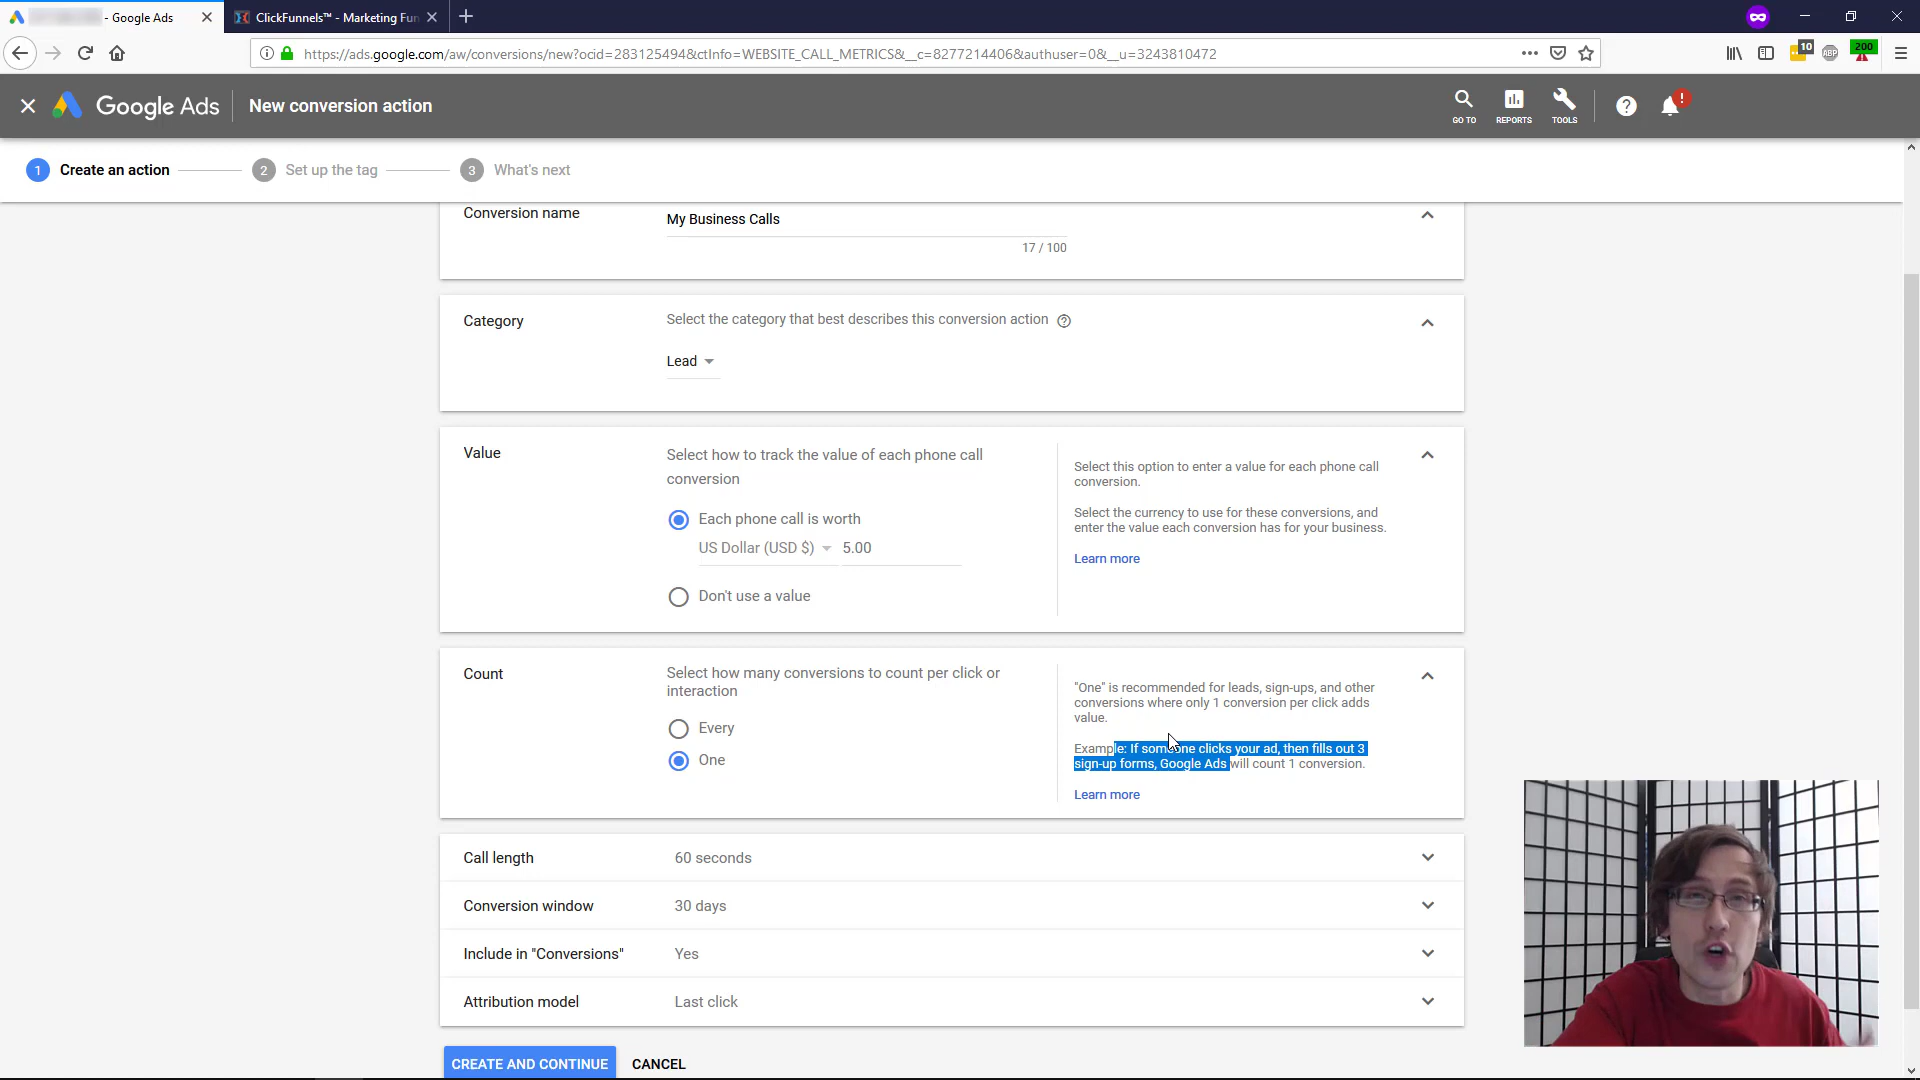 - Google Ads
ClickFunnels™ - Marketing Fun
https://ads.google.com/aw/conversions/new?ocid=283125494&ctInfo=WEBSITE_CALL_METRICS&__c=8277214406&authuser=0&__u=3243810472
10
ABP
200
Google Ads
New conversion action
GO TO
REPORTS
TOOLS
1 Create an action
2 Set up the tag
3 What's next
Conversion name
My Business Calls
17 / 100
Category
Select the category that best describes this conversion action
Lead
Value
Select how to track the value of each phone call
conversion
Each phone call is worth
US Dollar (USD $) 5.00
Don't use a value
Select this option to enter a value for each phone call
conversion.
Select the currency to use for these conversions, and
enter the value each conversion has for your business.
Learn more
Count
Select how many conversions to count per click or
interaction
Every
One
"One" is recommended for leads, sign-ups, and other
conversions where only 1 conversion per click adds
value.
Example: If someone clicks your ad, then fills out 3
sign-up forms, Google Ads will count 1 conversion.
Learn more
Call length 60 seconds
Conversion window 30 days
Include in "Conversions" Yes
Attribution model Last click
CREATE AND CONTINUE
CANCEL